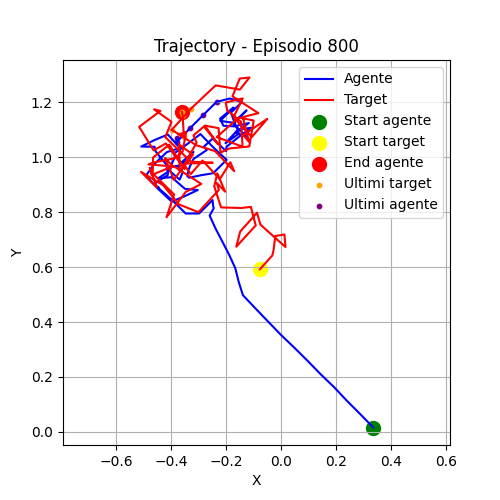 Trajectory - Episodio 800
Agente
Target
Start agente
Start target
End agente
Ultimi target
Ultimi agente
Y
1.2
1.0
0.8
0.6
0.4
0.2
0.0
−0.6
−0.4
−0.2
0.0
0.2
0.4
0.6
X